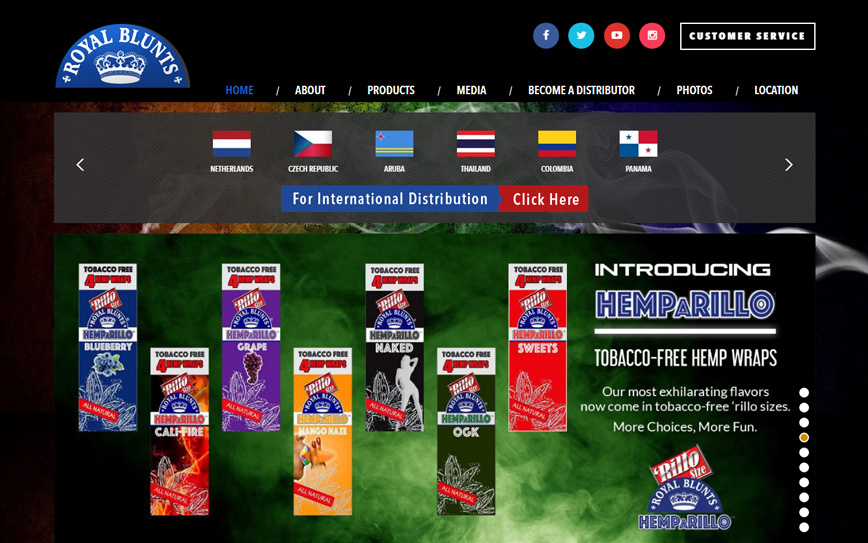 ROYAL BLUNTS
CUSTOMER SERVICE
HOME / ABOUT / PRODUCTS / MEDIA / BECOME A DISTRIBUTOR / PHOTOS / LOCATION
NETHERLANDS CZECH REPUBLIC ARUBA THAILAND COLOMBIA PANAMA
For International Distribution Click Here
TOBACCO FREE
4 HEMP WRAPS
Rillo
SIZE
ROYAL BLUNTS
HEMPARILLO
BLUEBERRY
ALL NATURAL
TOBACCO FREE
4 HEMP WRAPS
Rillo
SIZE
ROYAL BLUNTS
HEMPARILLO
CALI FIRE
ALL NATURAL
TOBACCO FREE
4 HEMP WRAPS
Rillo
SIZE
ROYAL BLUNTS
HEMPARILLO
GRAPE
ALL NATURAL
TOBACCO FREE
4 HEMP WRAPS
Rillo
SIZE
ROYAL BLUNTS
HEMPARILLO
MANGO HAZE
ALL NATURAL
TOBACCO FREE
4 HEMP WRAPS
Rillo
SIZE
ROYAL BLUNTS
HEMPARILLO
NAKED
ALL NATURAL
TOBACCO FREE
4 HEMP WRAPS
Rillo
SIZE
ROYAL BLUNTS
HEMPARILLO
OGK
ALL NATURAL
TOBACCO FREE
4 HEMP WRAPS
Rillo
SIZE
ROYAL BLUNTS
HEMPARILLO
SWEETS
ALL NATURAL
INTRODUCING
HEMPARILLO
TOBACCO-FREE HEMP WRAPS
Our most exhilarating flavors
now come in tobacco-free ‘rillo sizes.
More Choices, More Fun.
Rillo
SIZE
ROYAL BLUNTS
HEMPARILLO